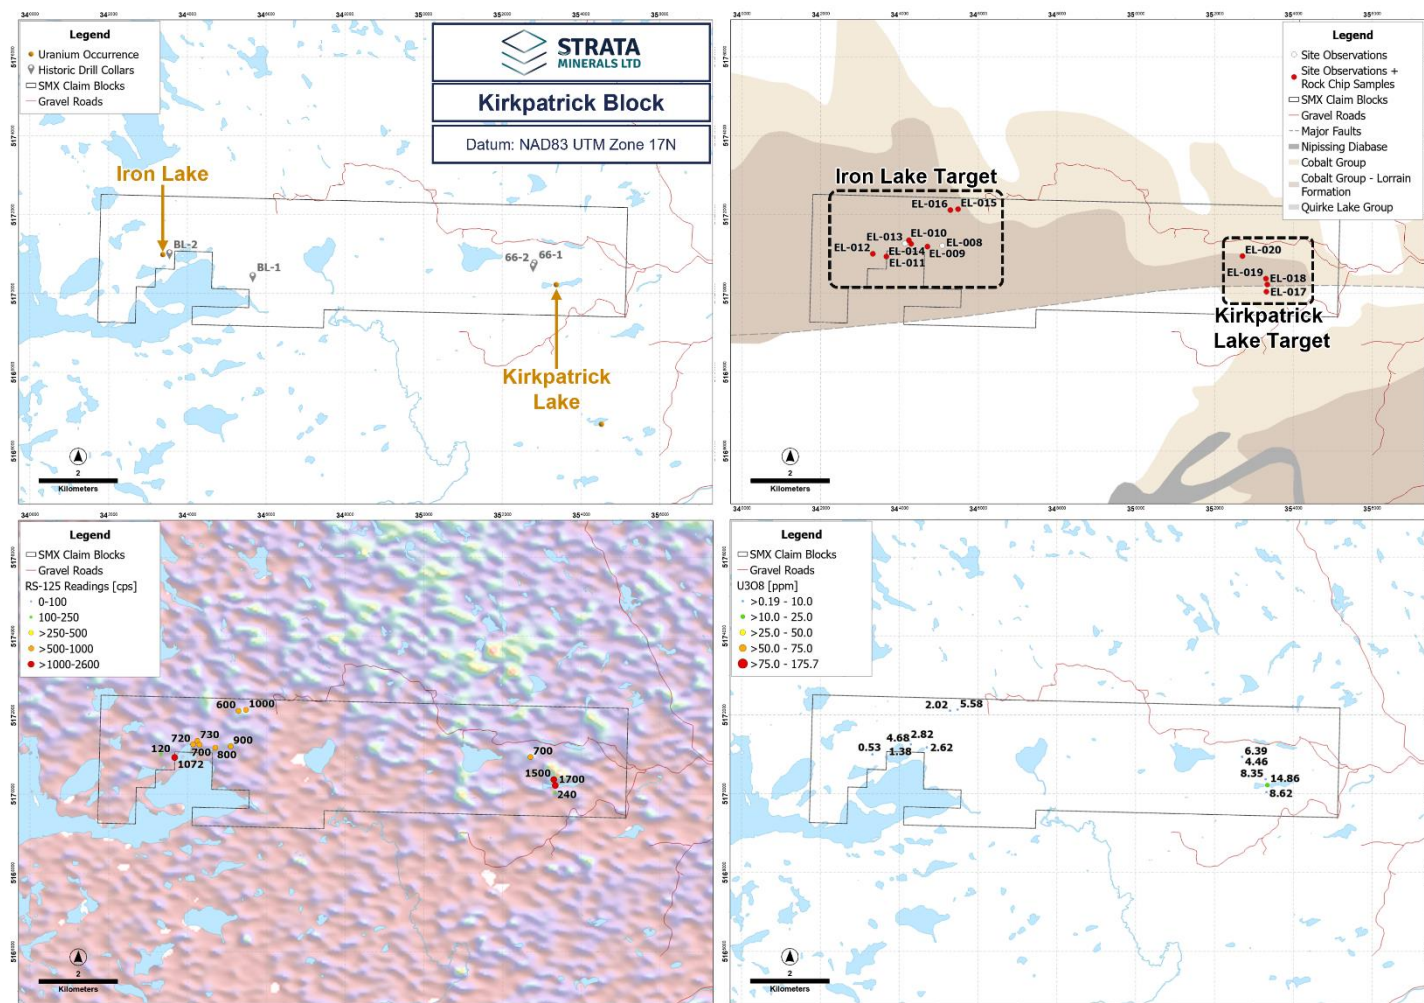 Legend
Uranium Occurrence
Historic Drill Collars
SMX Claim Blocks
Gravel Roads
STRATA
MINERALS LTD
Kirkpatrick Block
Datum: NAD83 UTM Zone 17N
Iron Lake
BL-2
BL-1
66-2
66-1
Kirkpatrick
Lake
2
Kilometers
Legend
Site Observations
Site Observations +
Rock Chip Samples
SMX Claim Blocks
Gravel Roads
Major Faults
Nipissing Diabase
Cobalt Group
Cobalt Group - Lorrain
Formation
Quirke Lake Group
Iron Lake Target
EL-016
EL-015
EL-013
EL-010
EL-012
EL-014
EL-008
EL-009
EL-011
EL-020
EL-019
EL-018
EL-017
Kirkpatrick
Lake Target
2
Kilometers
Legend
SMX Claim Blocks
Gravel Roads
RS-125 Readings [cps]
0-100
100-250
>250-500
>500-1000
>1000-2600
600
1000
720
730
120
700
900
800
1072
700
1500
1700
240
2
Kilometers
Legend
SMX Claim Blocks
Gravel Roads
U3O8 [ppm]
>0.19 - 10.0
>10.0 - 25.0
>25.0 - 50.0
>50.0 - 75.0
>75.0 - 175.7
2.02
5.58
4.68
2.82
0.53
1.38
2.62
6.39
4.46
8.35
14.86
8.62
2
Kilometers